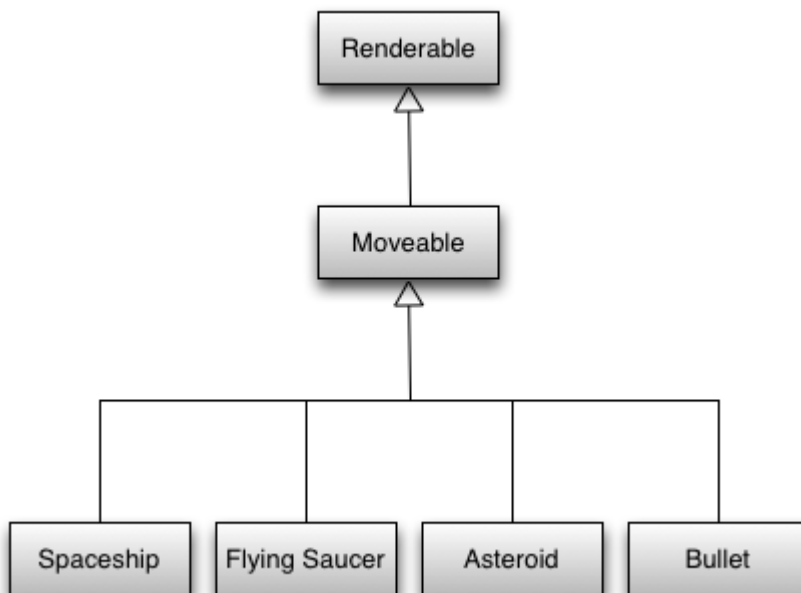 Renderable
Moveable
Spaceship
Flying Saucer
Asteroid
Bullet